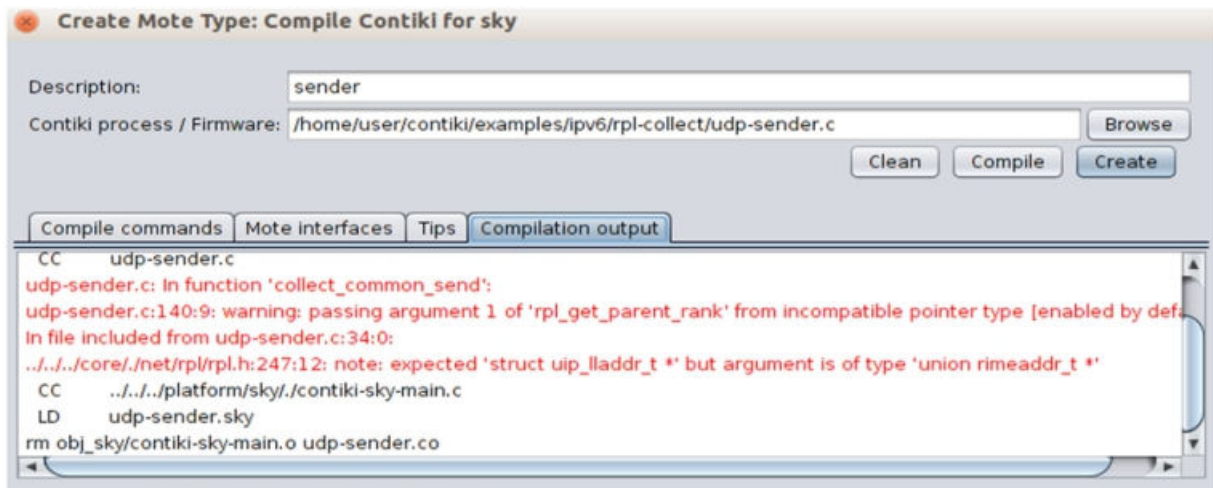 Create Mote Type: Compile Contiki for sky
Description: sender
Contiki process / Firmware: /home/user/contiki/examples/ipv6/rpl-collect/udp-sender.c Browse
Clean Compile Create
Compile commands Mote interfaces Tips Compilation output
CC udp-sender.c
udp-sender.c: In function 'collect_common_send':
udp-sender.c:140:9: warning: passing argument 1 of 'rpl_get_parent_rank' from incompatible pointer type [enabled by defa
In file included from udp-sender.c:34:0:
../../../core/./net/rpl/rpl.h:247:12: note: expected 'struct uip_lladdr_t *' but argument is of type 'union rimeaddr_t *'
CC ../../../platform/sky/./contiki-sky-main.c
LD udp-sender.sky
rm obj_sky/contiki-sky-main.o udp-sender.co